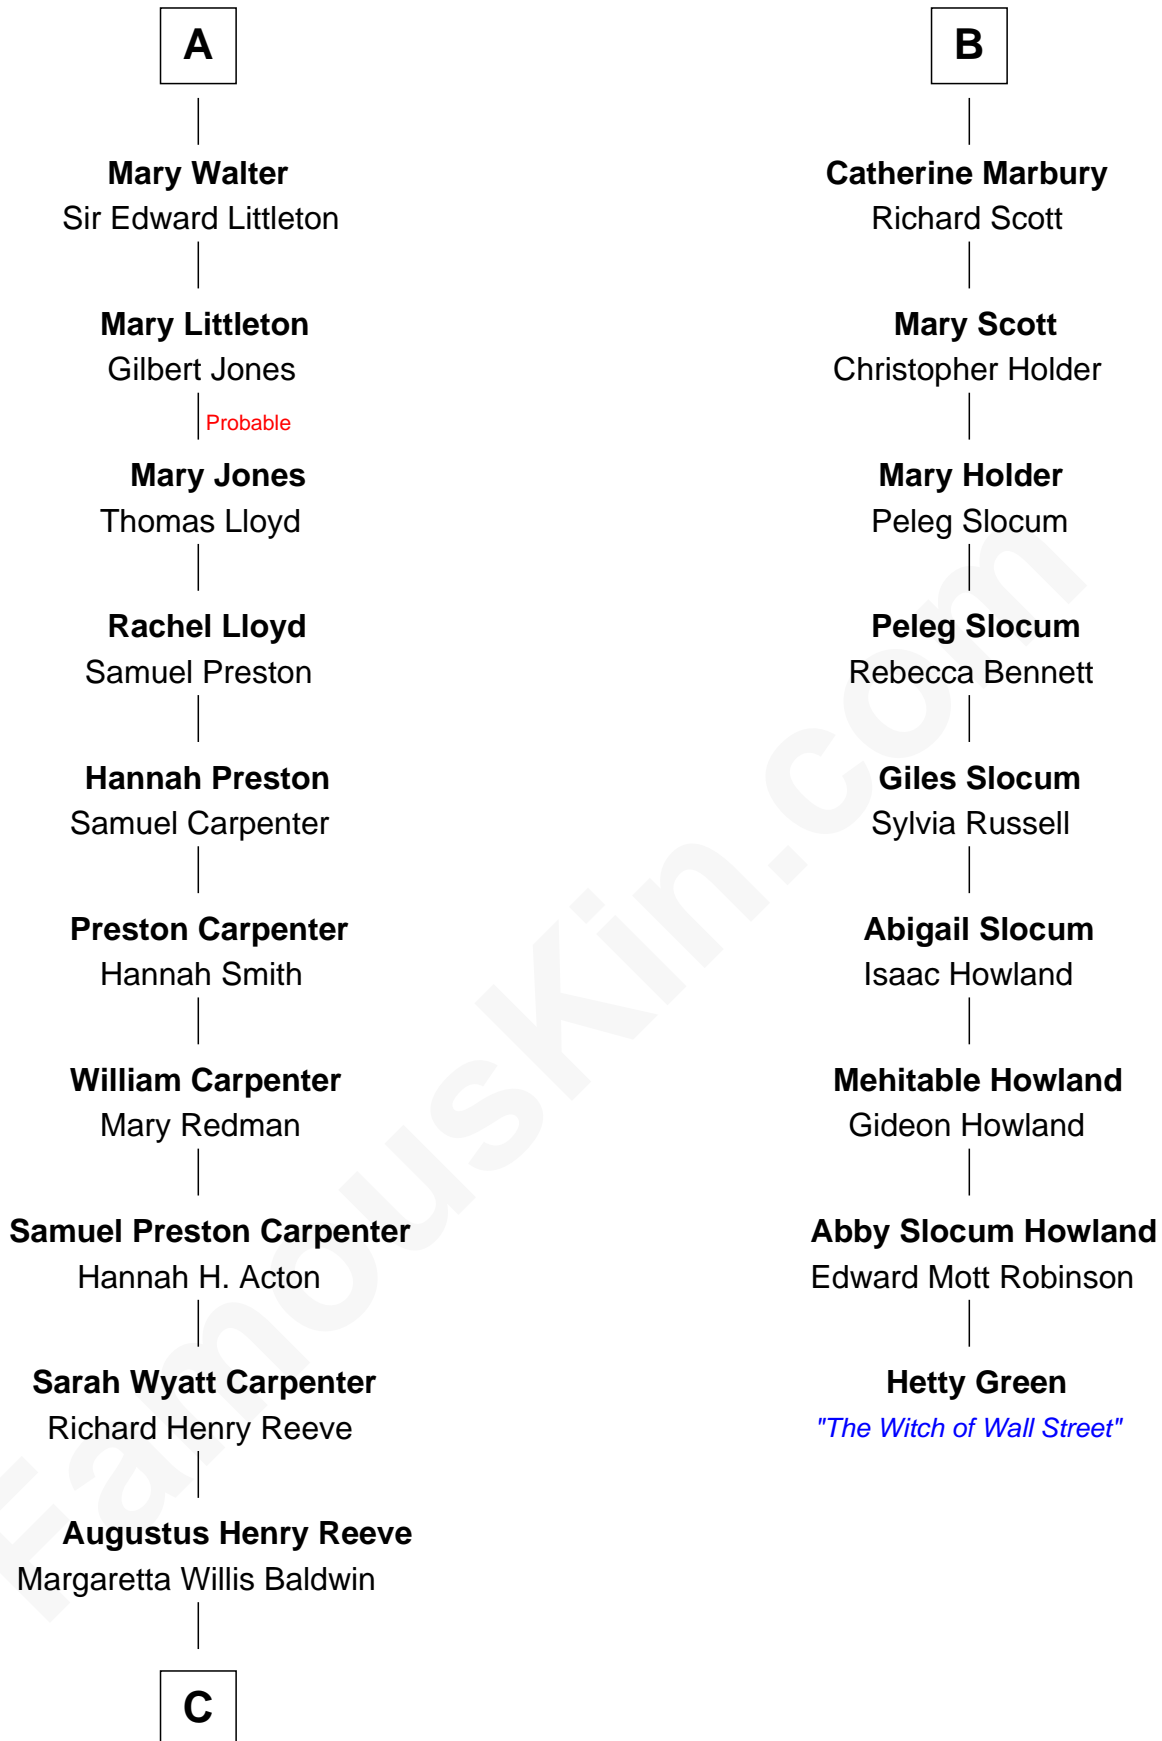 A
Mary Walter
Sir Edward Littleton
Mary Littleton
Gilbert Jones
Probable
Mary Jones
Thomas Lloyd
Rachel Lloyd
Samuel Preston
Hannah Preston
Samuel Carpenter
Preston Carpenter
Hannah Smith
William Carpenter
Mary Redman
Samuel Preston Carpenter
Hannah H. Acton
Sarah Wyatt Carpenter
Richard Henry Reeve
Augustus Henry Reeve
Margaretta Willis Baldwin
C
B
Catherine Marbury
Richard Scott
Mary Scott
Christopher Holder
Mary Holder
Peleg Slocum
Peleg Slocum
Rebecca Bennett
Giles Slocum
Sylvia Russell
Abigail Slocum
Isaac Howland
Mehitable Howland
Gideon Howland
Abby Slocum Howland
Edward Mott Robinson
Hetty Green
"The Witch of Wall Street"
FamousKin.com